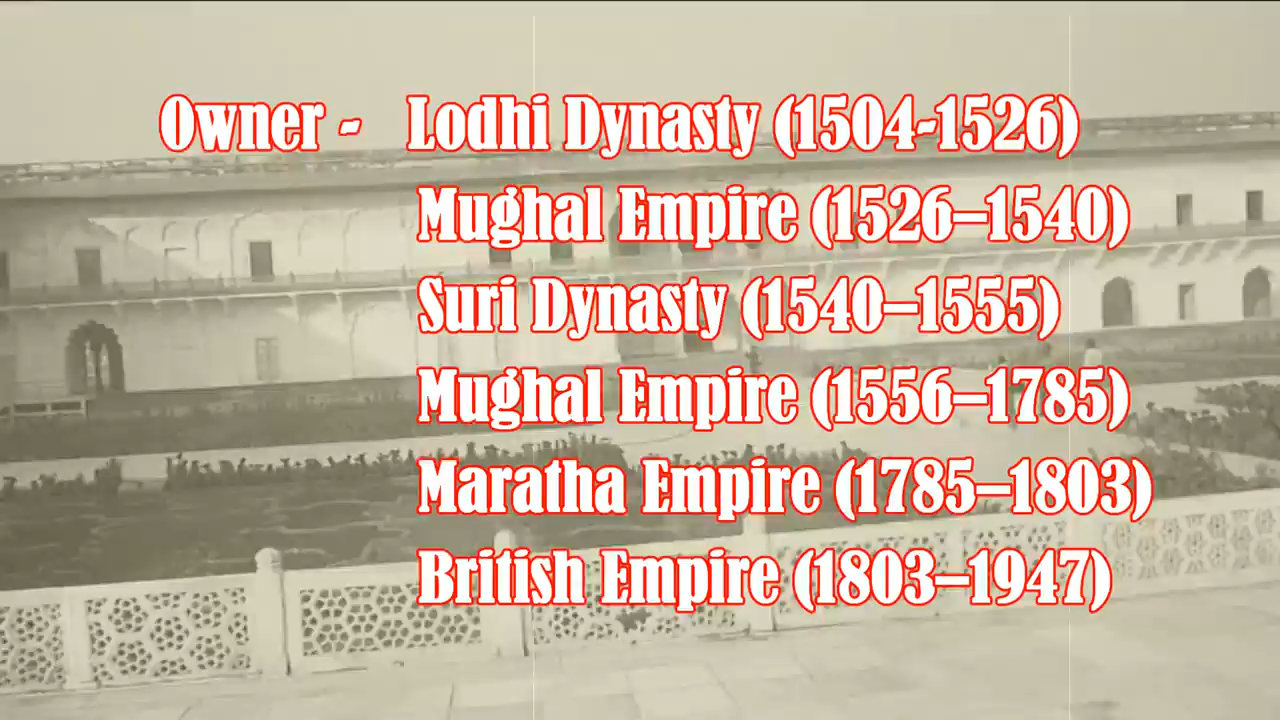 Owner - Lodhi Dynasty (1504-1526)
Mughal Empire (1526–1540)
Suri Dynasty (1540–1555)
Mughal Empire (1556–1785)
Maratha Empire (1785–1803)
British Empire (1803–1947)